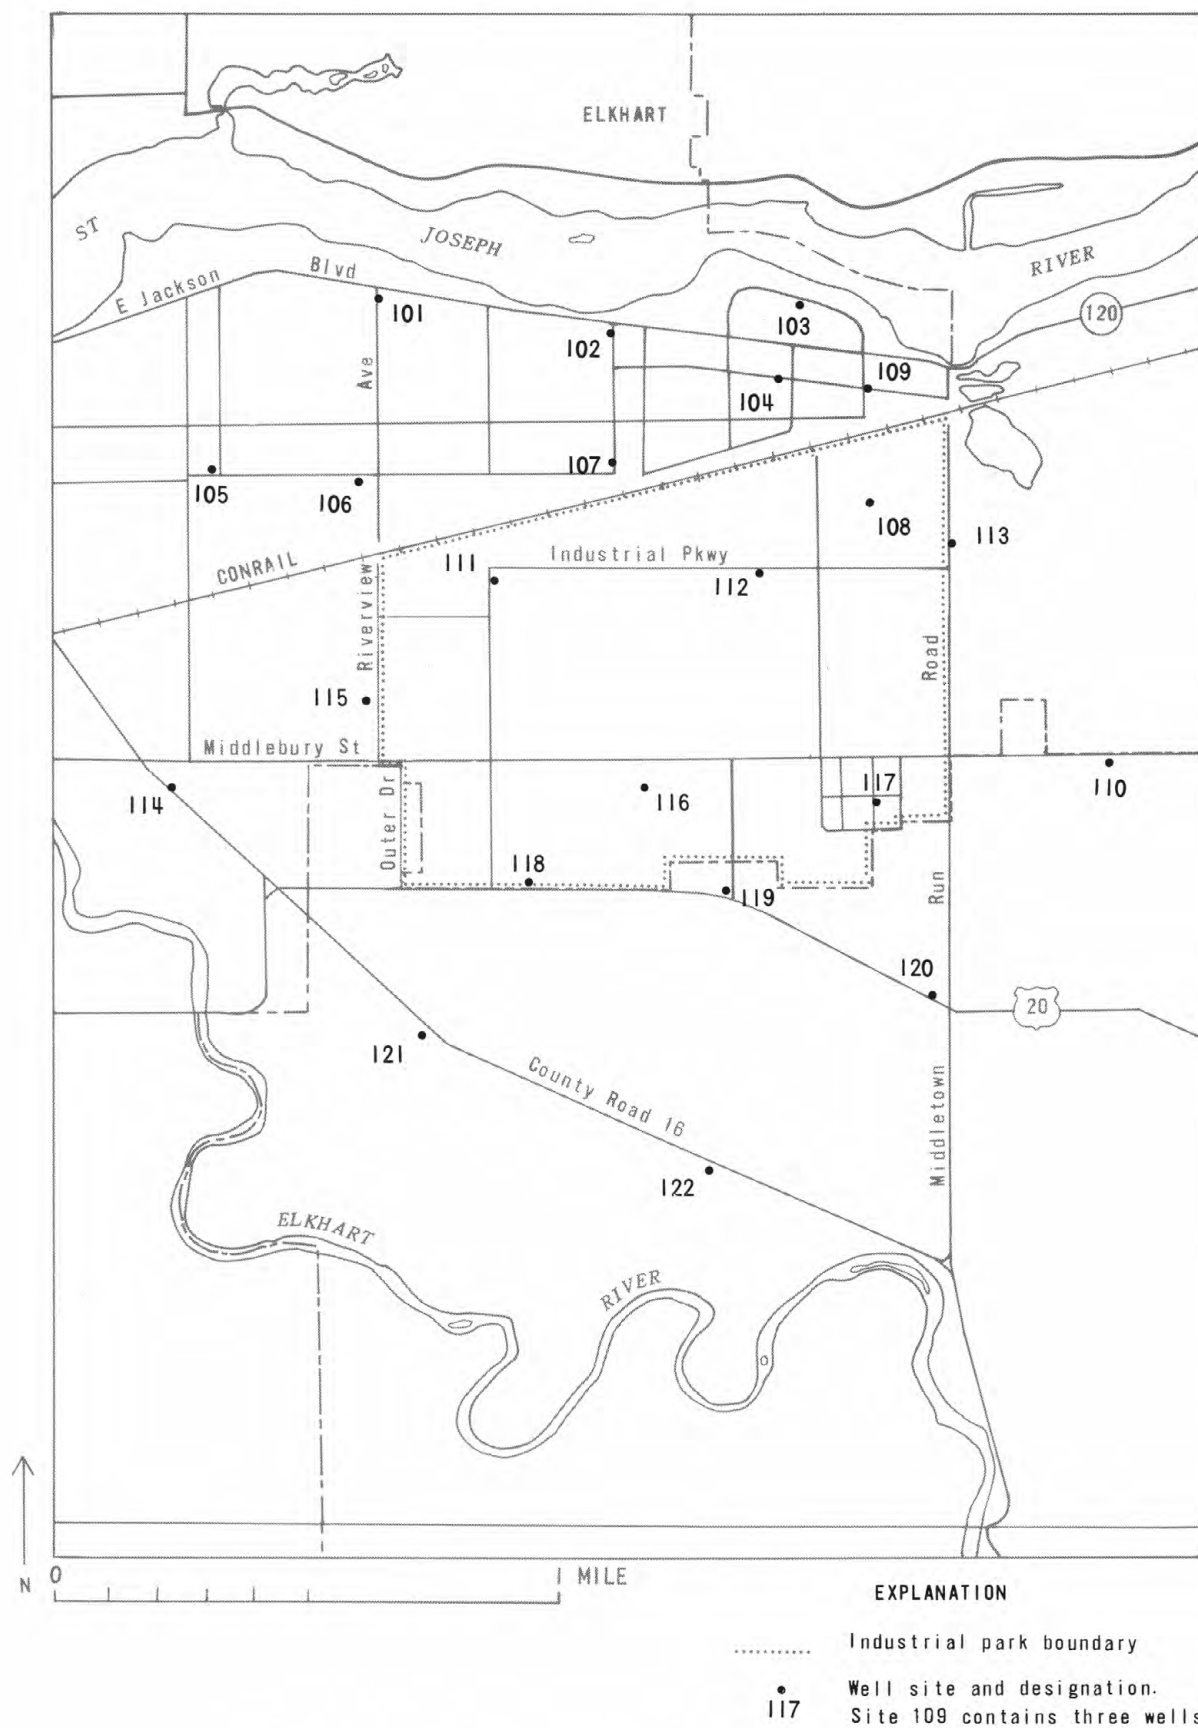 ELKHART
ST
JOSEPH
RIVER
E Jackson
Blvd
120
101
102
103
Ave
104
109
105
106
107
108
113
CONRAIL
111
Industrial Pkwy
112
Riverview
Road
115
Middlebury St
114
Outer Dr
116
117
110
118
119
Run
120
20
121
County Road 16
Middletown
122
ELKHART
RIVER
N
0
1 MILE
EXPLANATION
Industrial park boundary
117
Well site and designation.
Site 109 contains three wells